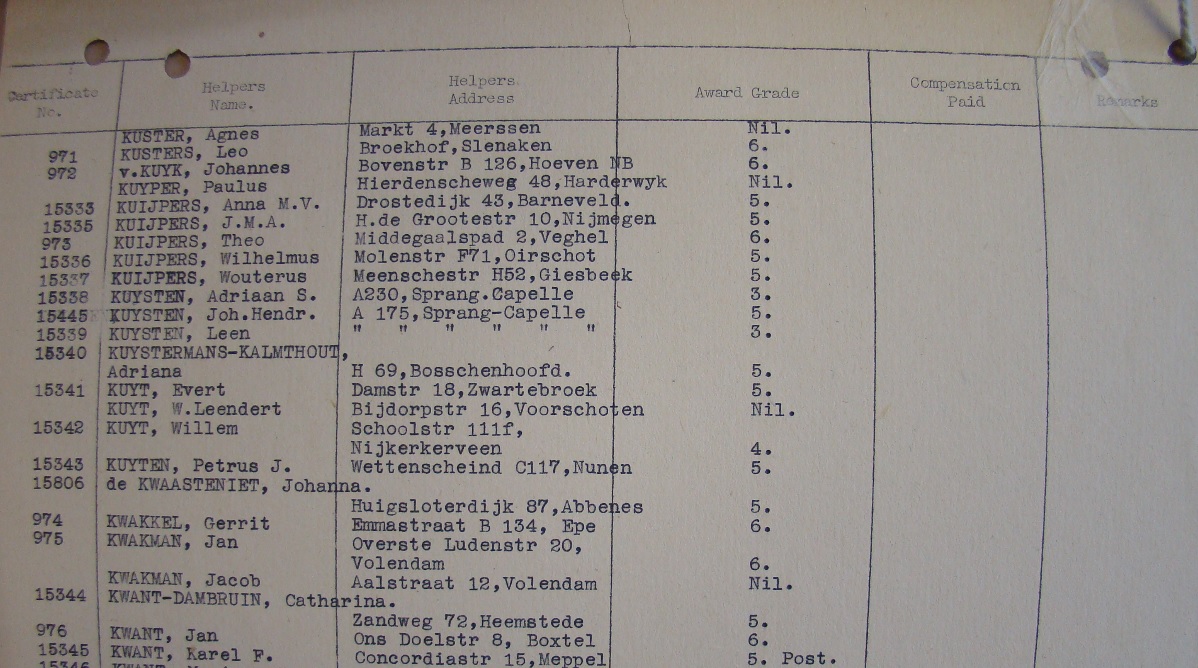 Certificate No. Helpers Name. Helpers Address Award Grade Compensation Paid Remarks
KUSTER, Agnes Markt 4,Meerssen Nil.
971 KUSTERS, Leo Broekhof,Slenaken 6.
972 v.KUYK, Johannes Bovenstr B 126,Hoeven NB 6.
KUYPER, Paulus Hierdenscheweg 48,Harderwyk Nil.
15333 KUIJPERS, Anna M.V. Drostedijk 43,Barneveld. 5.
15335 KUIJPERS, J.M.A. H.de Grootestr 10,Nijmegen 5.
973 KUIJPERS, Theo Middegaalspad 2,Veghel 6.
15336 KUIJPERS, Wilhelmus Molenstr F71,Oirschot 5.
15337 KUIJPERS, Wouterus Meenschestr H52,Giesbeek 5.
15338 KUYSTEN, Adriaan S. A230,Sprang.Capelle 3.
15445 KUYSTEN, Joh.Hendr. A 175,Sprang-Capelle 5.
15339 KUYSTEN, Leen " " " " " " 3.
15340 KUYSTERMANS-KALMTHOUT,
Adriana H 69,Bosschenhoofd. 5.
15341 KUYT, Evert Damstr 18,Zwartebroek 5.
KUYT, W.Leendert Bijdorpstr 16,Voorschoten Nil.
15342 KUYT, Willem Schoolstr 111f,
Nijkerkerveen 4.
15343 KUYTEN, Petrus J. Wettenscheind C117,Nunen 5.
15806 de KWAASTENIET, Johanna.
Huigsloterdijk 87,Abbenes 5.
974 KWAKKEL, Gerrit Emmastraat B 134, Epe 6.
975 KWAKMAN, Jan Overste Ludenstr 20,
Volendam 6.
KWAKMAN, Jacob Aalstraat 12,Volendam Nil.
15344 KWANT-DAMBRUIN, Catharina.
Zandweg 72,Heemstede 5.
976 KWANT, Jan Ons Doelstr 8, Boxtel 6.
15345 KWANT, Karel F. Concordiastr 15,Meppel 5. Post.